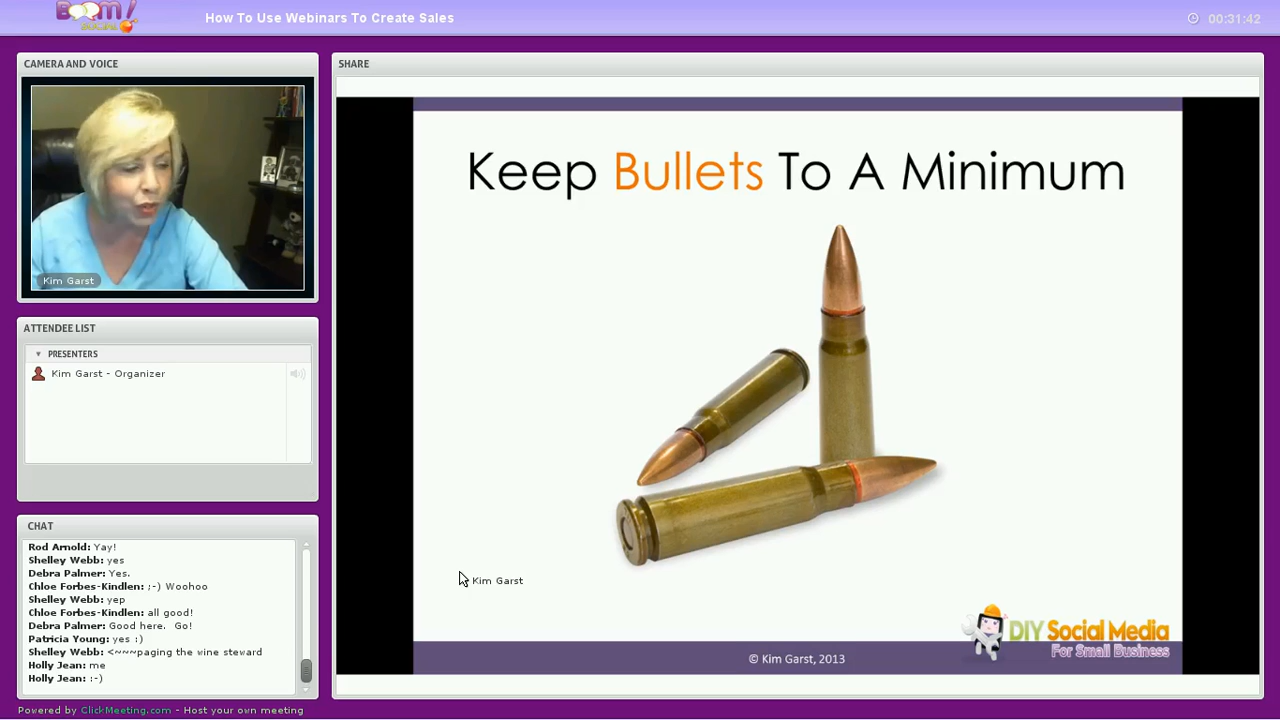 BOOM!
SOCIAL
How To Use Webinars To Create Sales
00:31:42
CAMERA AND VOICE
Kim Garst
ATTENDEE LIST
PRESENTERS
Kim Garst - Organizer
CHAT
Rod Arnold: Yay!
Shelley Webb: yes
Debra Palmer: Yes.
Chloe Forbes-Kindlen: ;-) Woohoo
Shelley Webb: yep
Chloe Forbes-Kindlen: all good!
Debra Palmer: Good here.  Go!
Patricia Young: yes :)
Shelley Webb: <~~~paging the wine steward
Holly Jean: me
Holly Jean: :-)
SHARE
Keep Bullets To A Minimum
Kim Garst
DIY Social Media
For Small Business
© Kim Garst, 2013
Powered by ClickMeeting.com - Host your own meeting